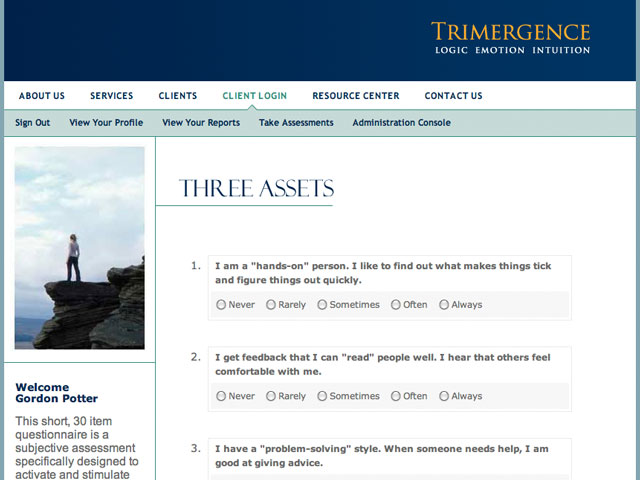 TRIMERGENCE
LOGIC EMOTION INTUITION
ABOUT US SERVICES CLIENTS CLIENT LOGIN RESOURCE CENTER CONTACT US
Sign Out View Your Profile View Your Reports Take Assessments Administration Console
THREE ASSETS
1. I am a "hands-on" person. I like to find out what makes things tick
and figure things out quickly.
Never Rarely Sometimes Often Always
2. I get feedback that I can "read" people well. I hear that others feel
comfortable with me.
Never Rarely Sometimes Often Always
3. I have a "problem-solving" style. When someone needs help, I am
good at giving advice.
Welcome
Gordon Potter
This short, 30 item
questionnaire is a
subjective assessment
specifically designed to
activate and stimulate